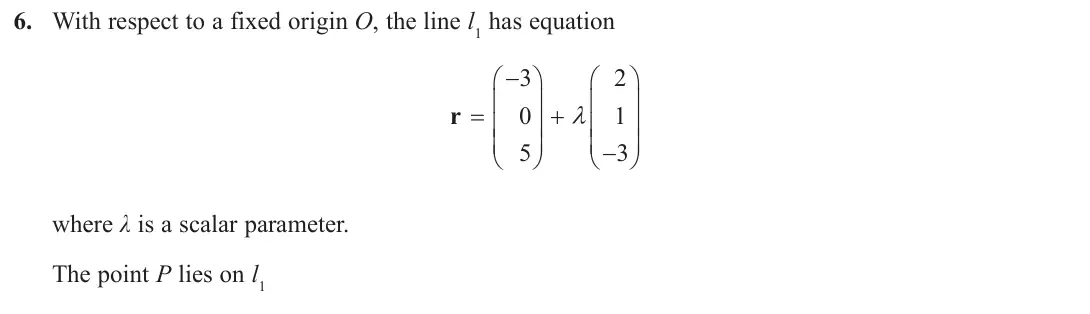 6. With respect to a fixed origin O, the line l₁ has equation
r = (−3 0 5) + λ (2 1 −3)
where λ is a scalar parameter.
The point P lies on l₁